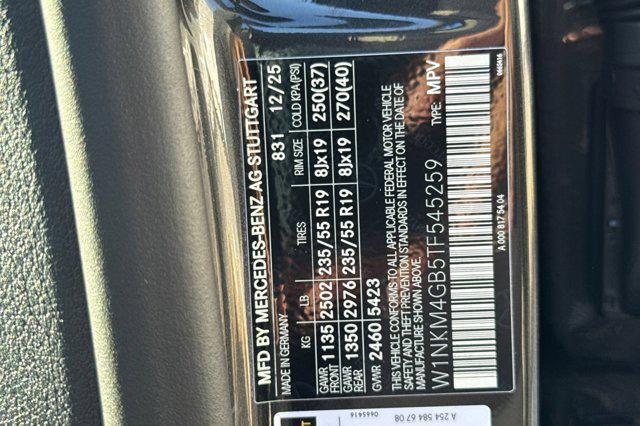 MFD BY MERCEDES-BENZ AG-STUTTGART
MADE IN GERMANY 831 12/25
KG LB TIRES RIM SIZE COLD KPA(PSI)
GAWR FRONT 1135 2502 235/55 R19 8Jx19 250(37)
GAWR REAR 1350 2976 235/55 R19 8Jx19 270(40)
GVWR 2460 5423
THIS VEHICLE CONFORMS TO ALL APPLICABLE FEDERAL MOTOR VEHICLE
SAFETY AND THEFT PREVENTION STANDARDS IN EFFECT ON THE DATE OF
MANUFACTURE SHOWN ABOVE.
TYPE: MPV
W1NKM4GB5TF545259
A 000 817 54 04
0665416
A 254 584 67 08
0665416